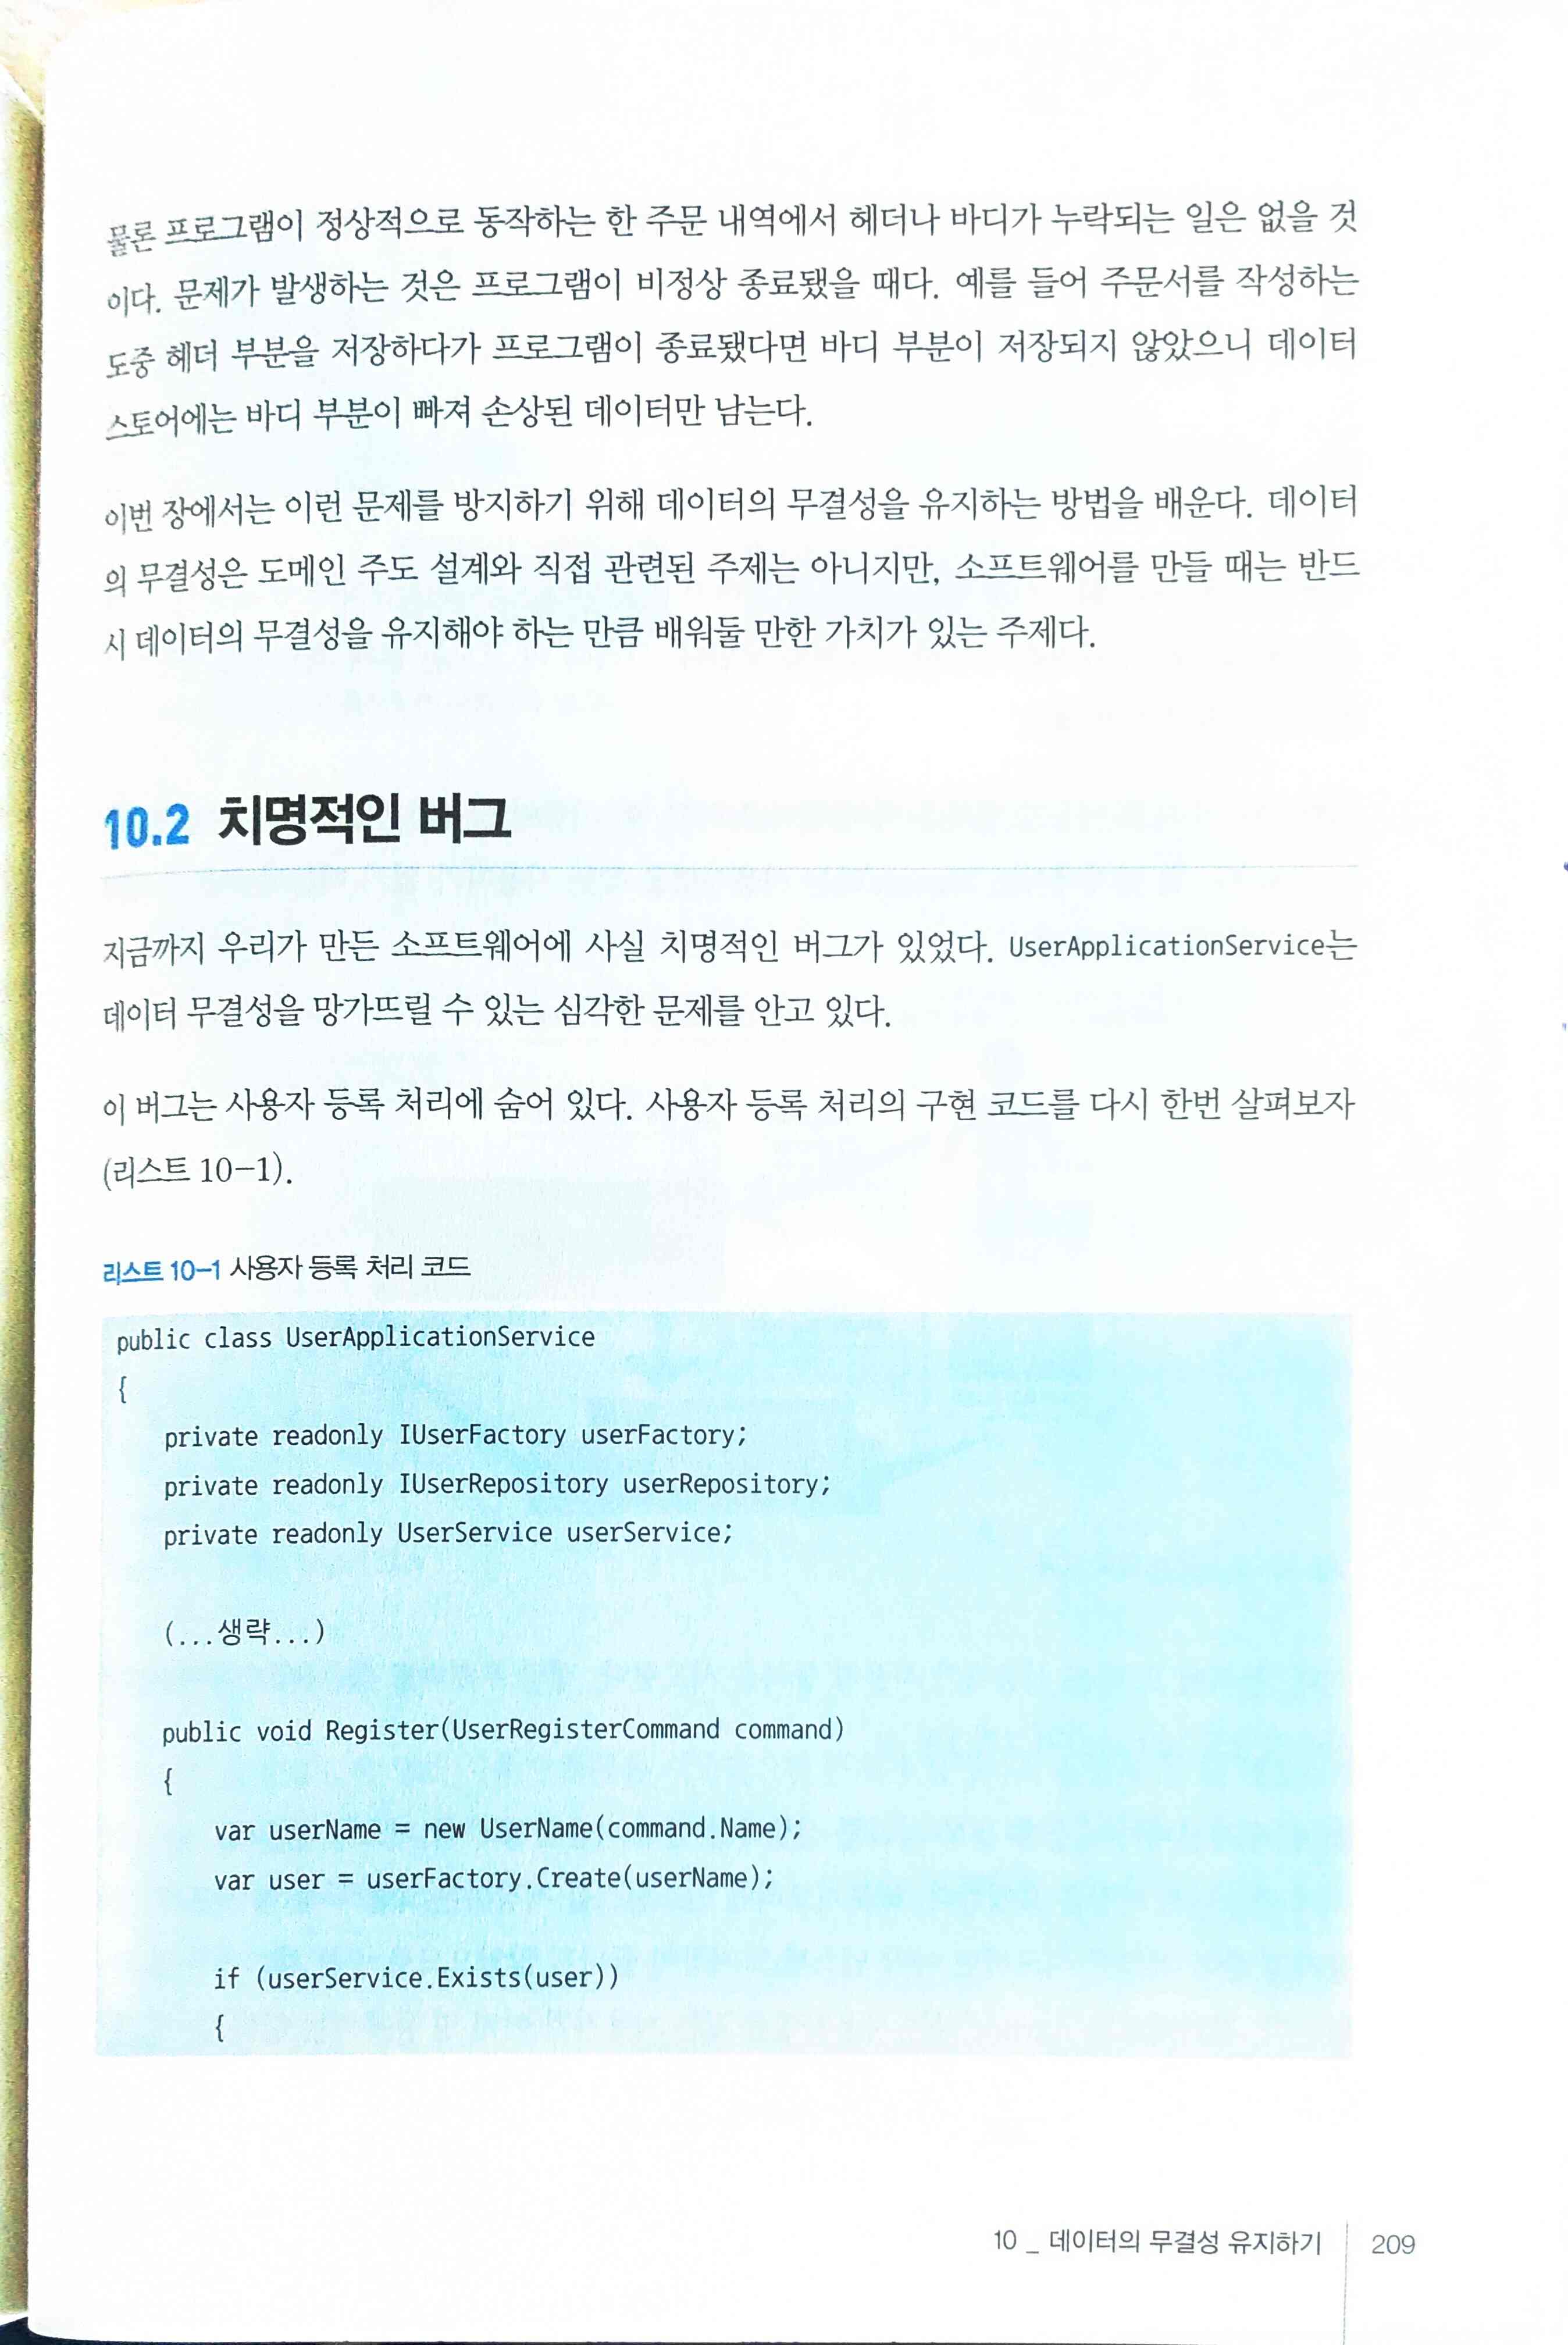 물론 프로그램이 정상적으로 동작하는 한 주문 내역에서 헤더나 바디가 누락되는 일은 없을 것
이다. 문제가 발생하는 것은 프로그램이 비정상 종료됐을 때다. 예를 들어 주문서를 작성하는
도중 헤더 부분을 저장하다가 프로그램이 종료됐다면 바디 부분이 저장되지 않았으니 데이터
스토어에는 바디 부분이 빠져 손상된 데이터만 남는다.
이번 장에서는 이런 문제를 방지하기 위해 데이터의 무결성을 유지하는 방법을 배운다. 데이터
의 무결성은 도메인 주도 설계와 직접 관련된 주제는 아니지만, 소프트웨어를 만들 때는 반드
시 데이터의 무결성을 유지해야 하는 만큼 배워둘 만한 가치가 있는 주제다.
10.2 치명적인 버그
지금까지 우리가 만든 소프트웨어에 사실 치명적인 버그가 있었다. UserApplicationService는
데이터 무결성을 망가뜨릴 수 있는 심각한 문제를 안고 있다.
이 버그는 사용자 등록 처리에 숨어 있다. 사용자 등록 처리의 구현 코드를 다시 한번 살펴보자
(리스트 10-1).
리스트 10-1 사용자 등록 처리 코드
public class UserApplicationService
{
private readonly IUserFactory userFactory;
private readonly IUserRepository userRepository;
private readonly UserService userService;
(...생략...)
public void Register(UserRegisterCommand command)
{
var userName = new UserName(command.Name);
var user = userFactory.Create(userName);
if (userService.Exists(user))
{
10 _ 데이터의 무결성 유지하기 209